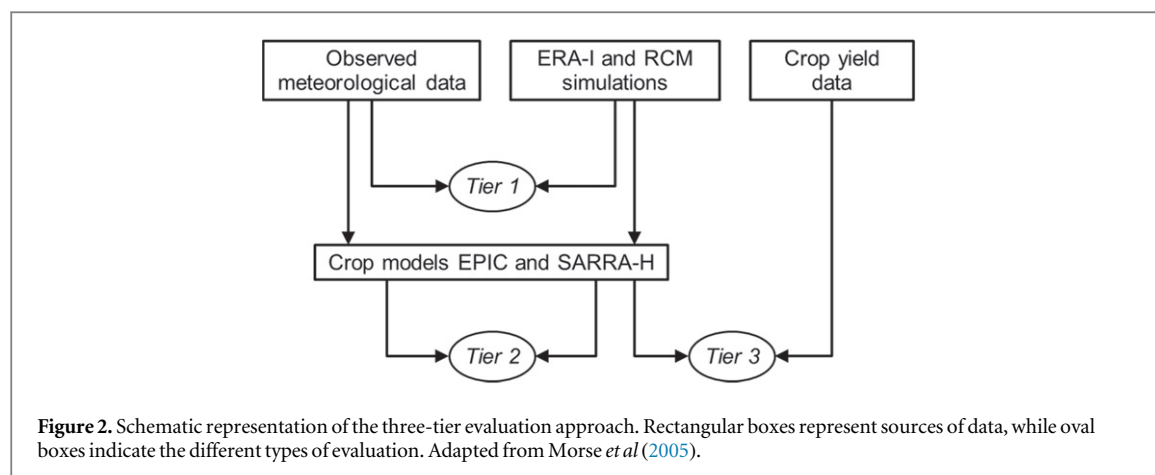 Observed
meteorological data
ERA-I and RCM
simulations
Crop yield
data
Tier 1
Crop models EPIC and SARRA-H
Tier 2
Tier 3
Figure 2. Schematic representation of the three-tier evaluation approach. Rectangular boxes represent sources of data, while oval
boxes indicate the different types of evaluation. Adapted from Morse et al (2005).